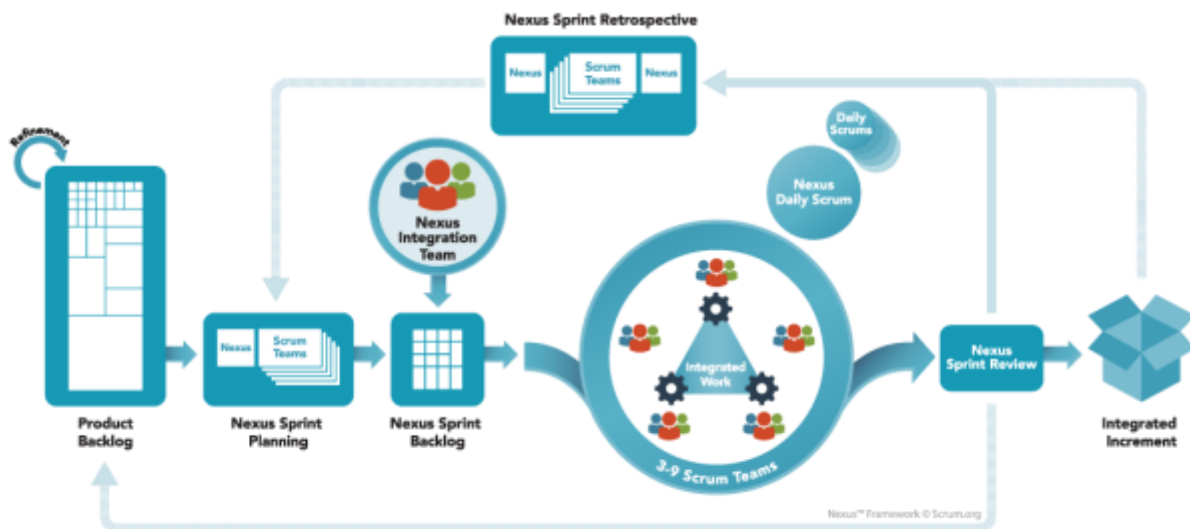 Nexus Sprint Retrospective
Nexus
Scrum
Teams
Nexus
Refinement
Daily
Scrums
Nexus
Daily Scrum
Nexus
Integration
Team
Nexus
Scrum
Teams
Integrated
Work
Nexus
Sprint Review
Product
Backlog
Nexus Sprint
Planning
Nexus Sprint
Backlog
3-9 Scrum Teams
Integrated
Increment
Nexus™ Framework © Scrum.org